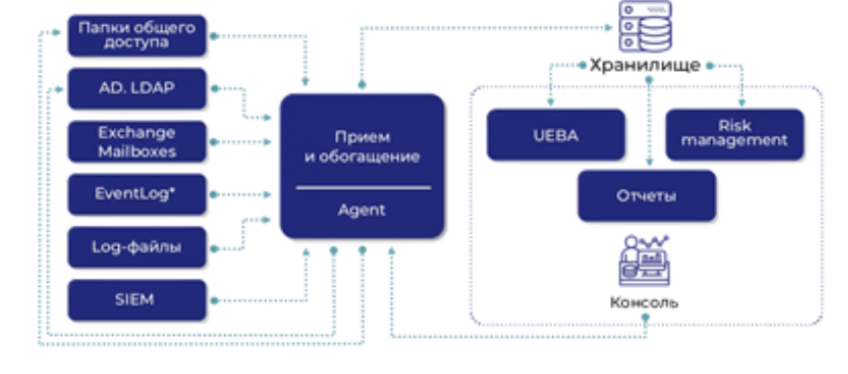 Папки общего
доступа
AD. LDAP
Exchange
Mailboxes
EventLog*
Log-файлы
SIEM
Прием
и обогащение
Agent
Хранилище
UEBA
Risk
management
Отчеты
Консоль